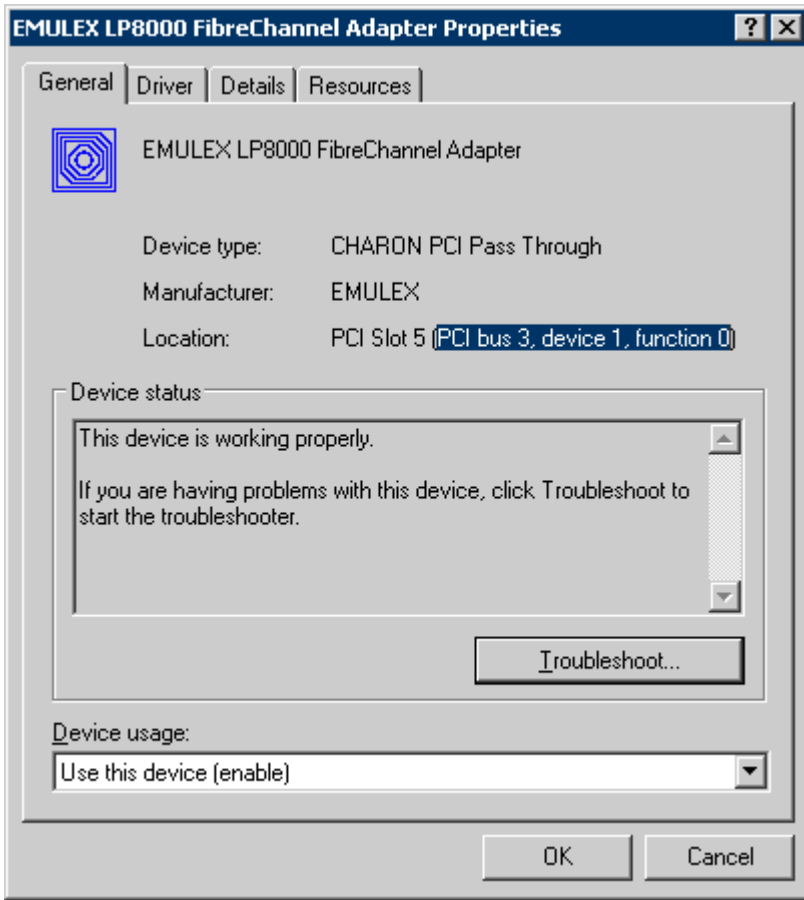 EMULEX LP8000 FibreChannel Adapter Properties
General Driver Details Resources
EMULEX LP8000 FibreChannel Adapter
Device type: CHARON PCI Pass Through
Manufacturer: EMULEX
Location: PCI Slot 5 (PCI bus 3, device 1, function 0)
Device status
This device is working properly.
If you are having problems with this device, click Troubleshoot to
start the troubleshooter.
Troubleshoot...
Device usage:
Use this device (enable)
OK Cancel